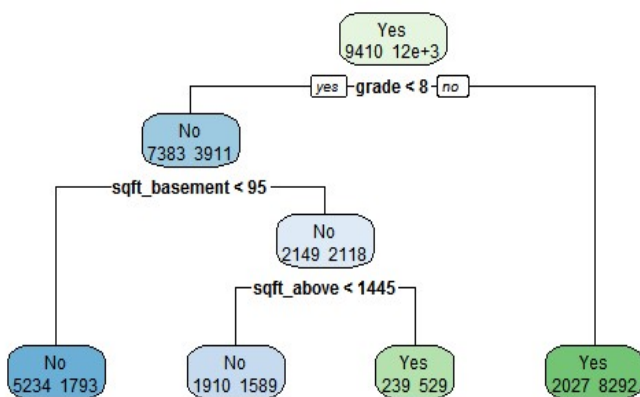 Yes
9410 12e+3
yes grade < 8 no
No
7383 3911
sqft_basement < 95
No
2149 2118
sqft_above < 1445
No
5234 1793
No
1910 1589
Yes
239 529
Yes
2027 8292